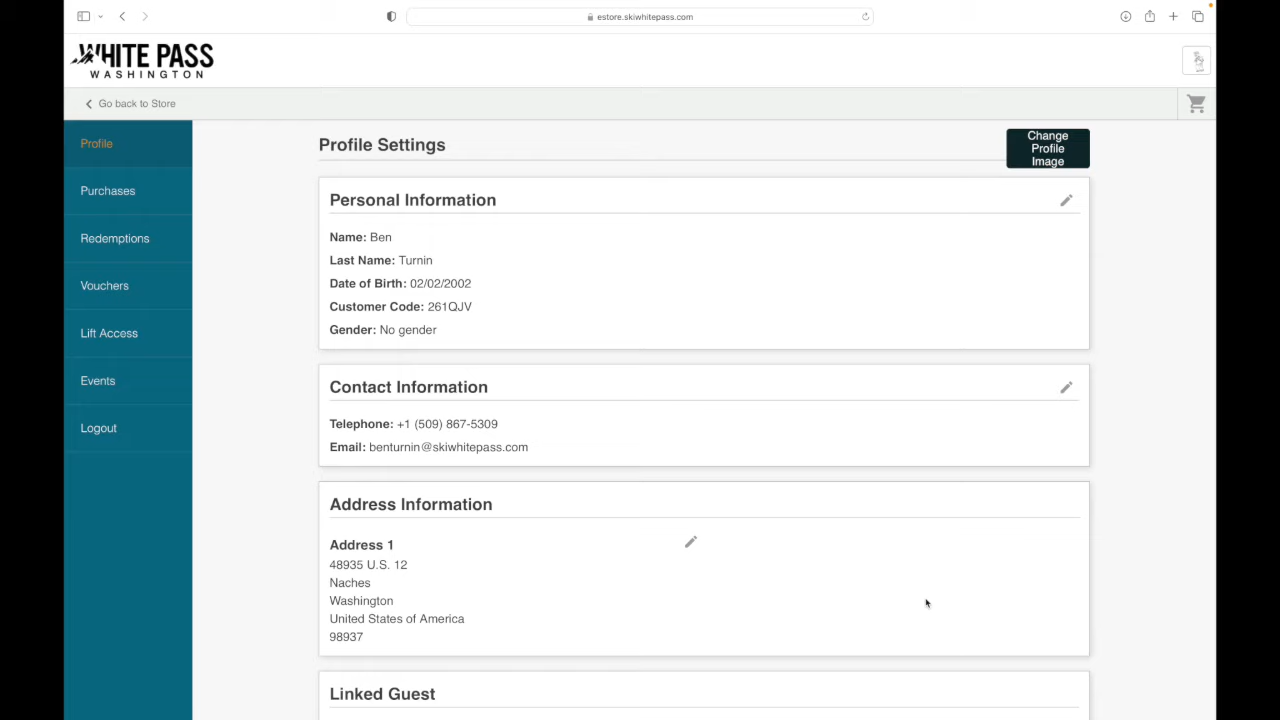 estore.skiwhitepass.com
WHITE PASS
WASHINGTON
Go back to Store
Profile
Purchases
Redemptions
Vouchers
Lift Access
Events
Logout
Profile Settings
Change
Profile
Image
Personal Information
Name: Ben
Last Name: Turnin
Date of Birth: 02/02/2002
Customer Code: 261QJV
Gender: No gender
Contact Information
Telephone: +1 (509) 867-5309
Email: benturnin@skiwhitepass.com
Address Information
Address 1
48935 U.S. 12
Naches
Washington
United States of America
98937
Linked Guest